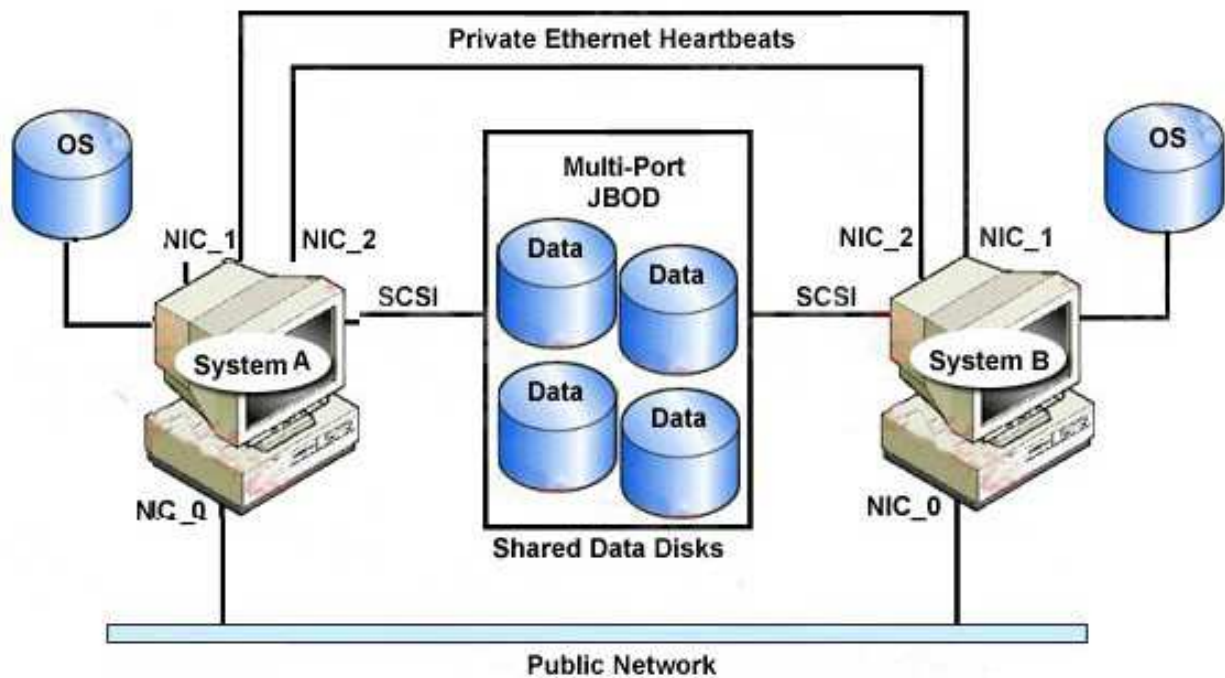 Private Ethernet Heartbeats
OS
OS
Multi-Port
JBOD
NIC_1
NIC_2
NIC_2
NIC_1
Data
Data
SCSI
SCSI
System A
System B
Data
Data
NIC_0
NIC_0
Shared Data Disks
Public Network